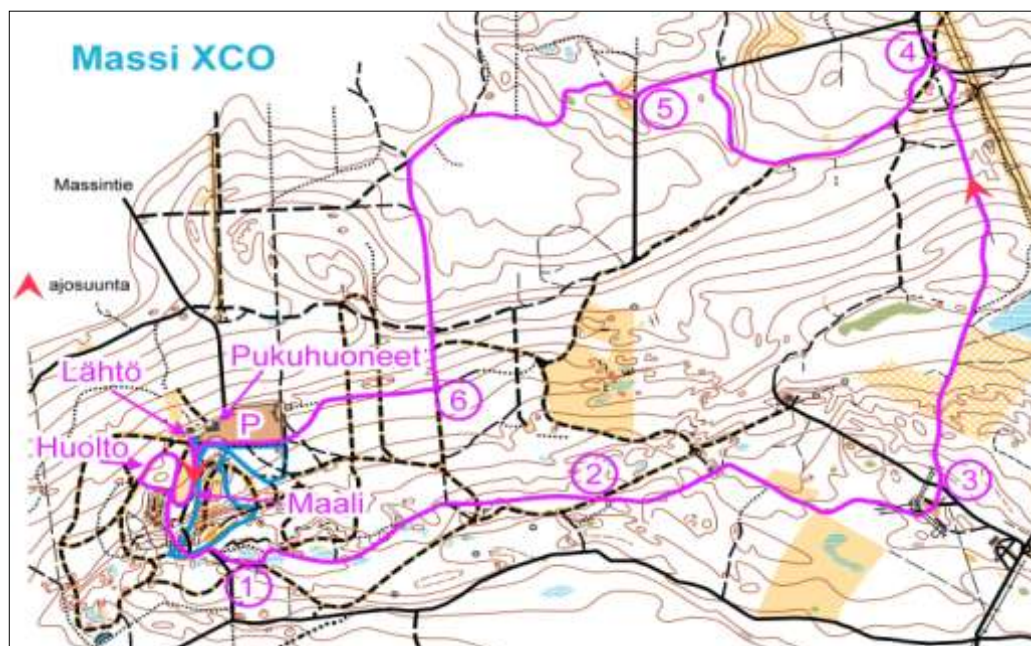 Massi XCO
4
5
Massintie
ajosuunta
Pukuhuoneet
Lähtö
P
6
Huolto
2
3
Maali
1